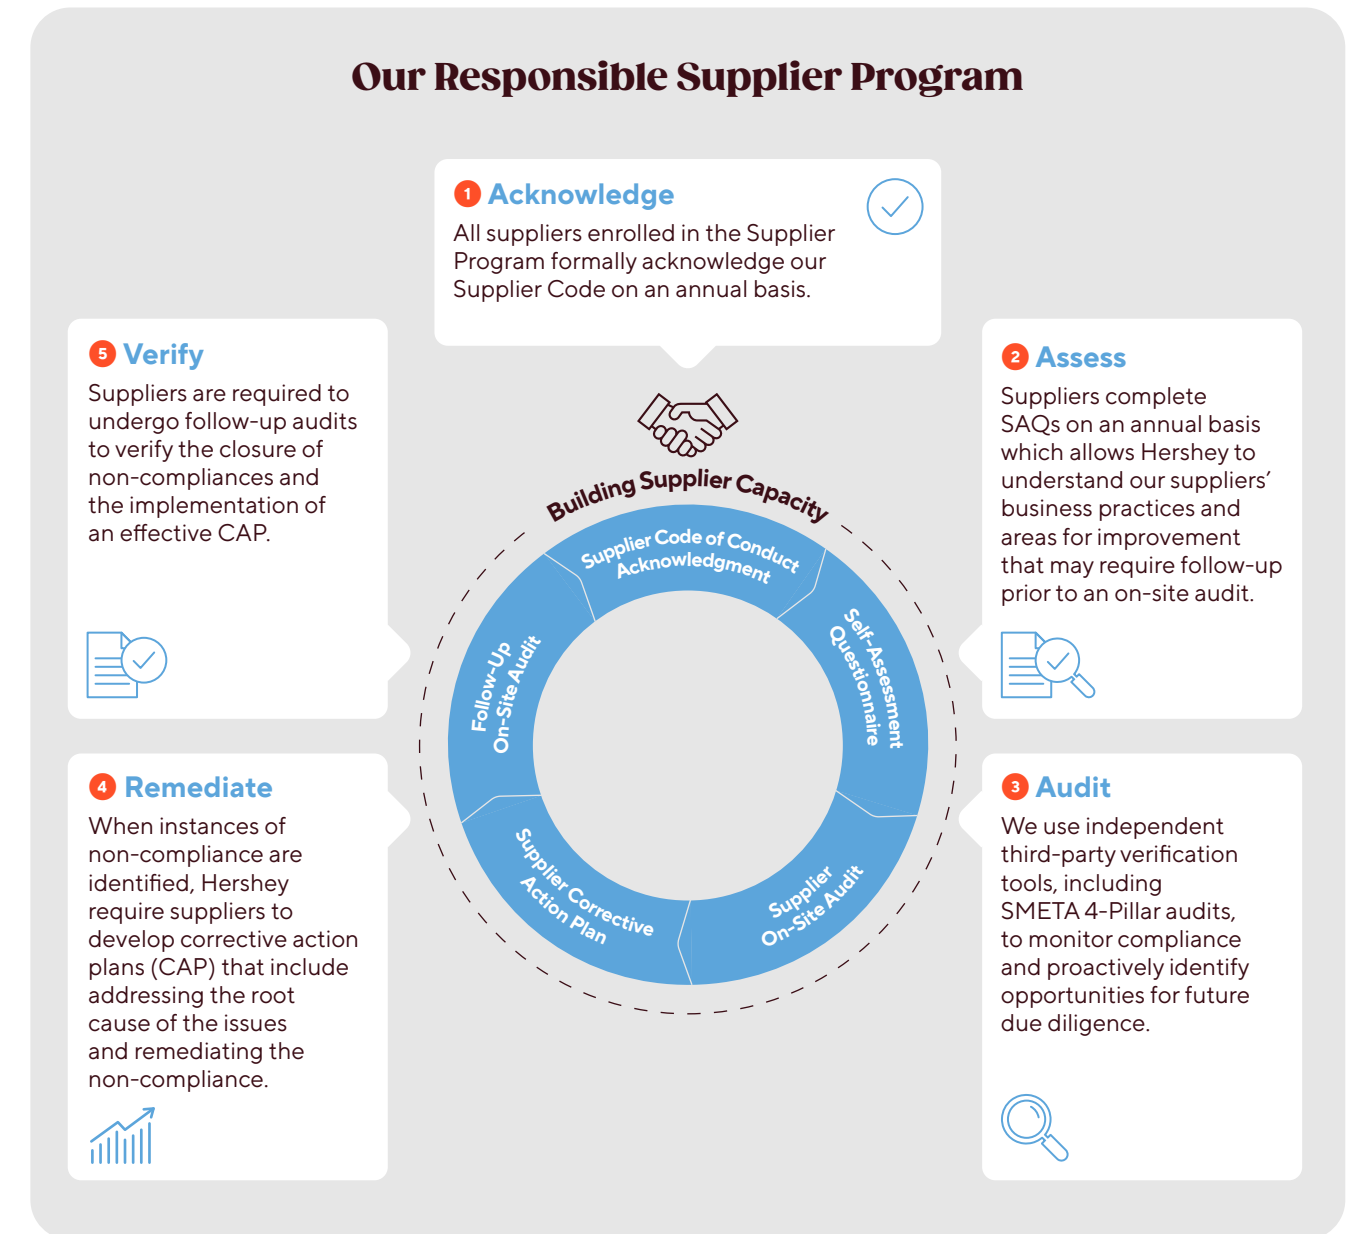 Our Responsible Supplier Program
1 Acknowledge
All suppliers enrolled in the Supplier
Program formally acknowledge our
Supplier Code on an annual basis.
2 Assess
Suppliers complete
SAQs on an annual basis
which allows Hershey to
understand our suppliers’
business practices and
areas for improvement
that may require follow-up
prior to an on-site audit.
3 Audit
We use independent
third-party verification
tools, including
SMETA 4-Pillar audits,
to monitor compliance
and proactively identify
opportunities for future
due diligence.
4 Remediate
When instances of
non-compliance are
identified, Hershey
require suppliers to
develop corrective action
plans (CAP) that include
addressing the root
cause of the issues
and remediating the
non-compliance.
5 Verify
Suppliers are required to
undergo follow-up audits
to verify the closure of
non-compliances and
the implementation of
an effective CAP.
Building Supplier Capacity
Supplier Code of Conduct
Acknowledgment
Self-Assessment
Questionnaire
Supplier
On-Site Audit
Supplier Corrective
Action Plan
Follow-Up
On-Site Audit